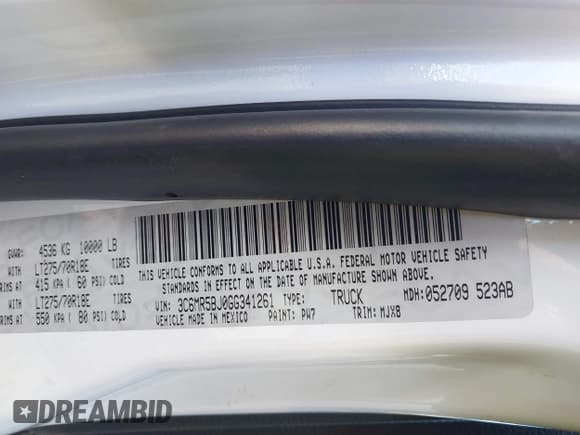 GVWR: 4536 KG 10000 LB
WITH LT275/70R18E TIRES
RIMS AT 415 KPA ( 60 PSI) COLD
WITH LT275/70R18E TIRES
RIMS AT 550 KPA ( 80 PSI) COLD
THIS VEHICLE CONFORMS TO ALL APPLICABLE U.S.A. FEDERAL MOTOR VEHICLE SAFETY
STANDARDS IN EFFECT ON THE DATE OF MANUFACTURE SHOWN ABOVE.
VIN: 3C6MR5BJ0GG341261 TYPE: TRUCK MDH: 052709 523AB
VEHICLE MADE IN MEXICO PAINT: PW7 TRIM: MJX8
DREAMBID